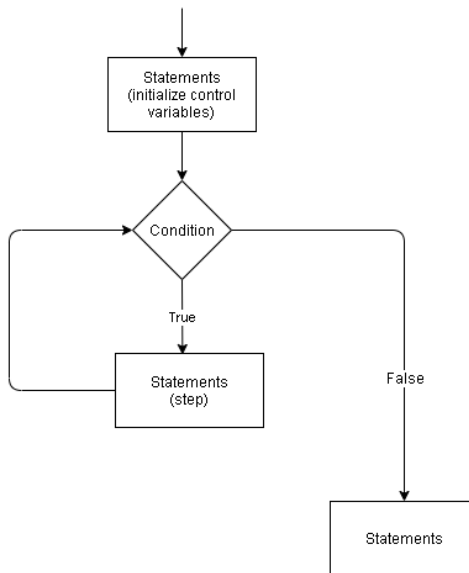 Statements
(initialize control
variables)
Condition
True
Statements
(step)
False
Statements